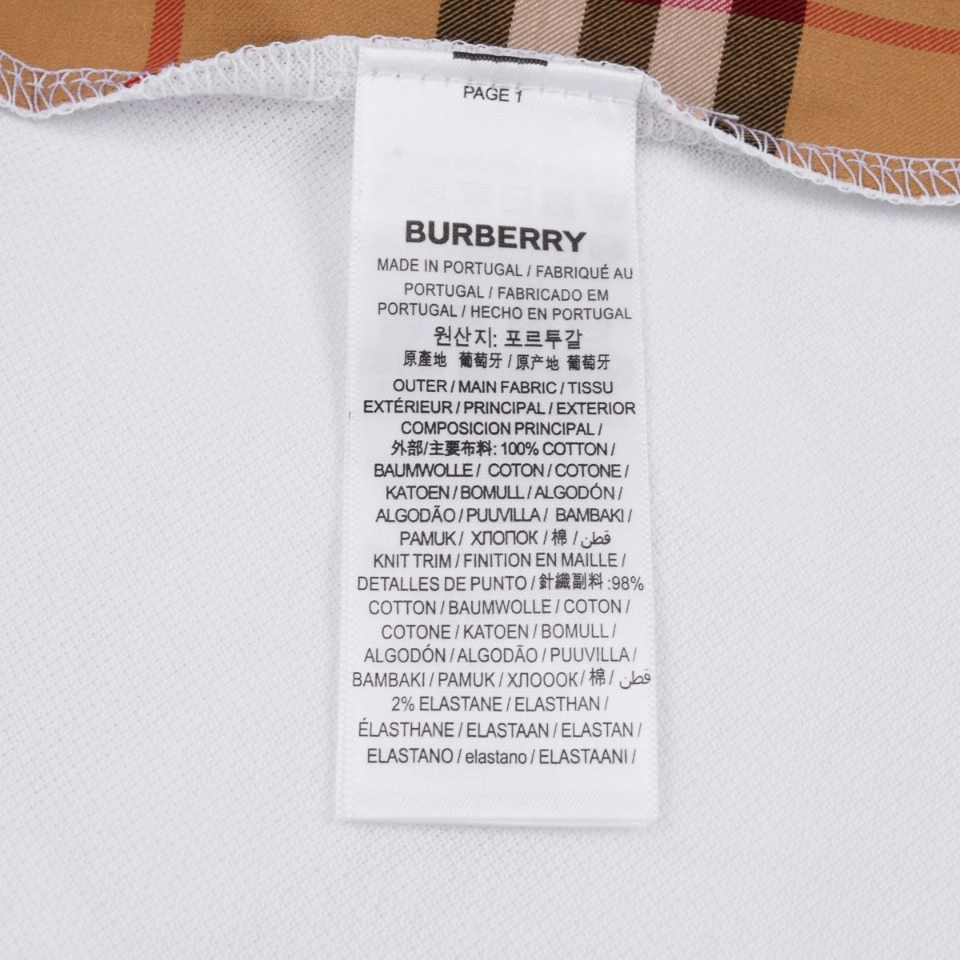 PAGE 1
BURBERRY
MADE IN PORTUGAL / FABRIQUÉ AU
PORTUGAL / FABRICADO EM
PORTUGAL / HECHO EN PORTUGAL
원산지: 포르투갈
原產地 葡萄牙 / 原产地 葡萄牙
OUTER / MAIN FABRIC / TISSU
EXTÉRIEUR / PRINCIPAL / EXTERIOR
COMPOSICION PRINCIPAL /
外部/主要布料: 100% COTTON /
BAUMWOLLE / COTON / COTONE /
KATOEN / BOMULL / ALGODÓN /
ALGODÃO / PUUVILLA / BAMBAKI /
PAMUK / ХЛОПОК / 棉 / قطن
KNIT TRIM / FINITION EN MAILLE /
DETALLES DE PUNTO / 針織副料 :98%
COTTON / BAUMWOLLE / COTON /
COTONE / KATOEN / BOMULL /
ALGODÓN / ALGODÃO / PUUVILLA /
BAMBAKI / PAMUK / ХЛОООК / 棉 / قطن
2% ELASTANE / ELASTHAN /
ÉLASTHANE / ELASTAAN / ELASTAN /
ELASTANO / elastano / ELASTAANI /